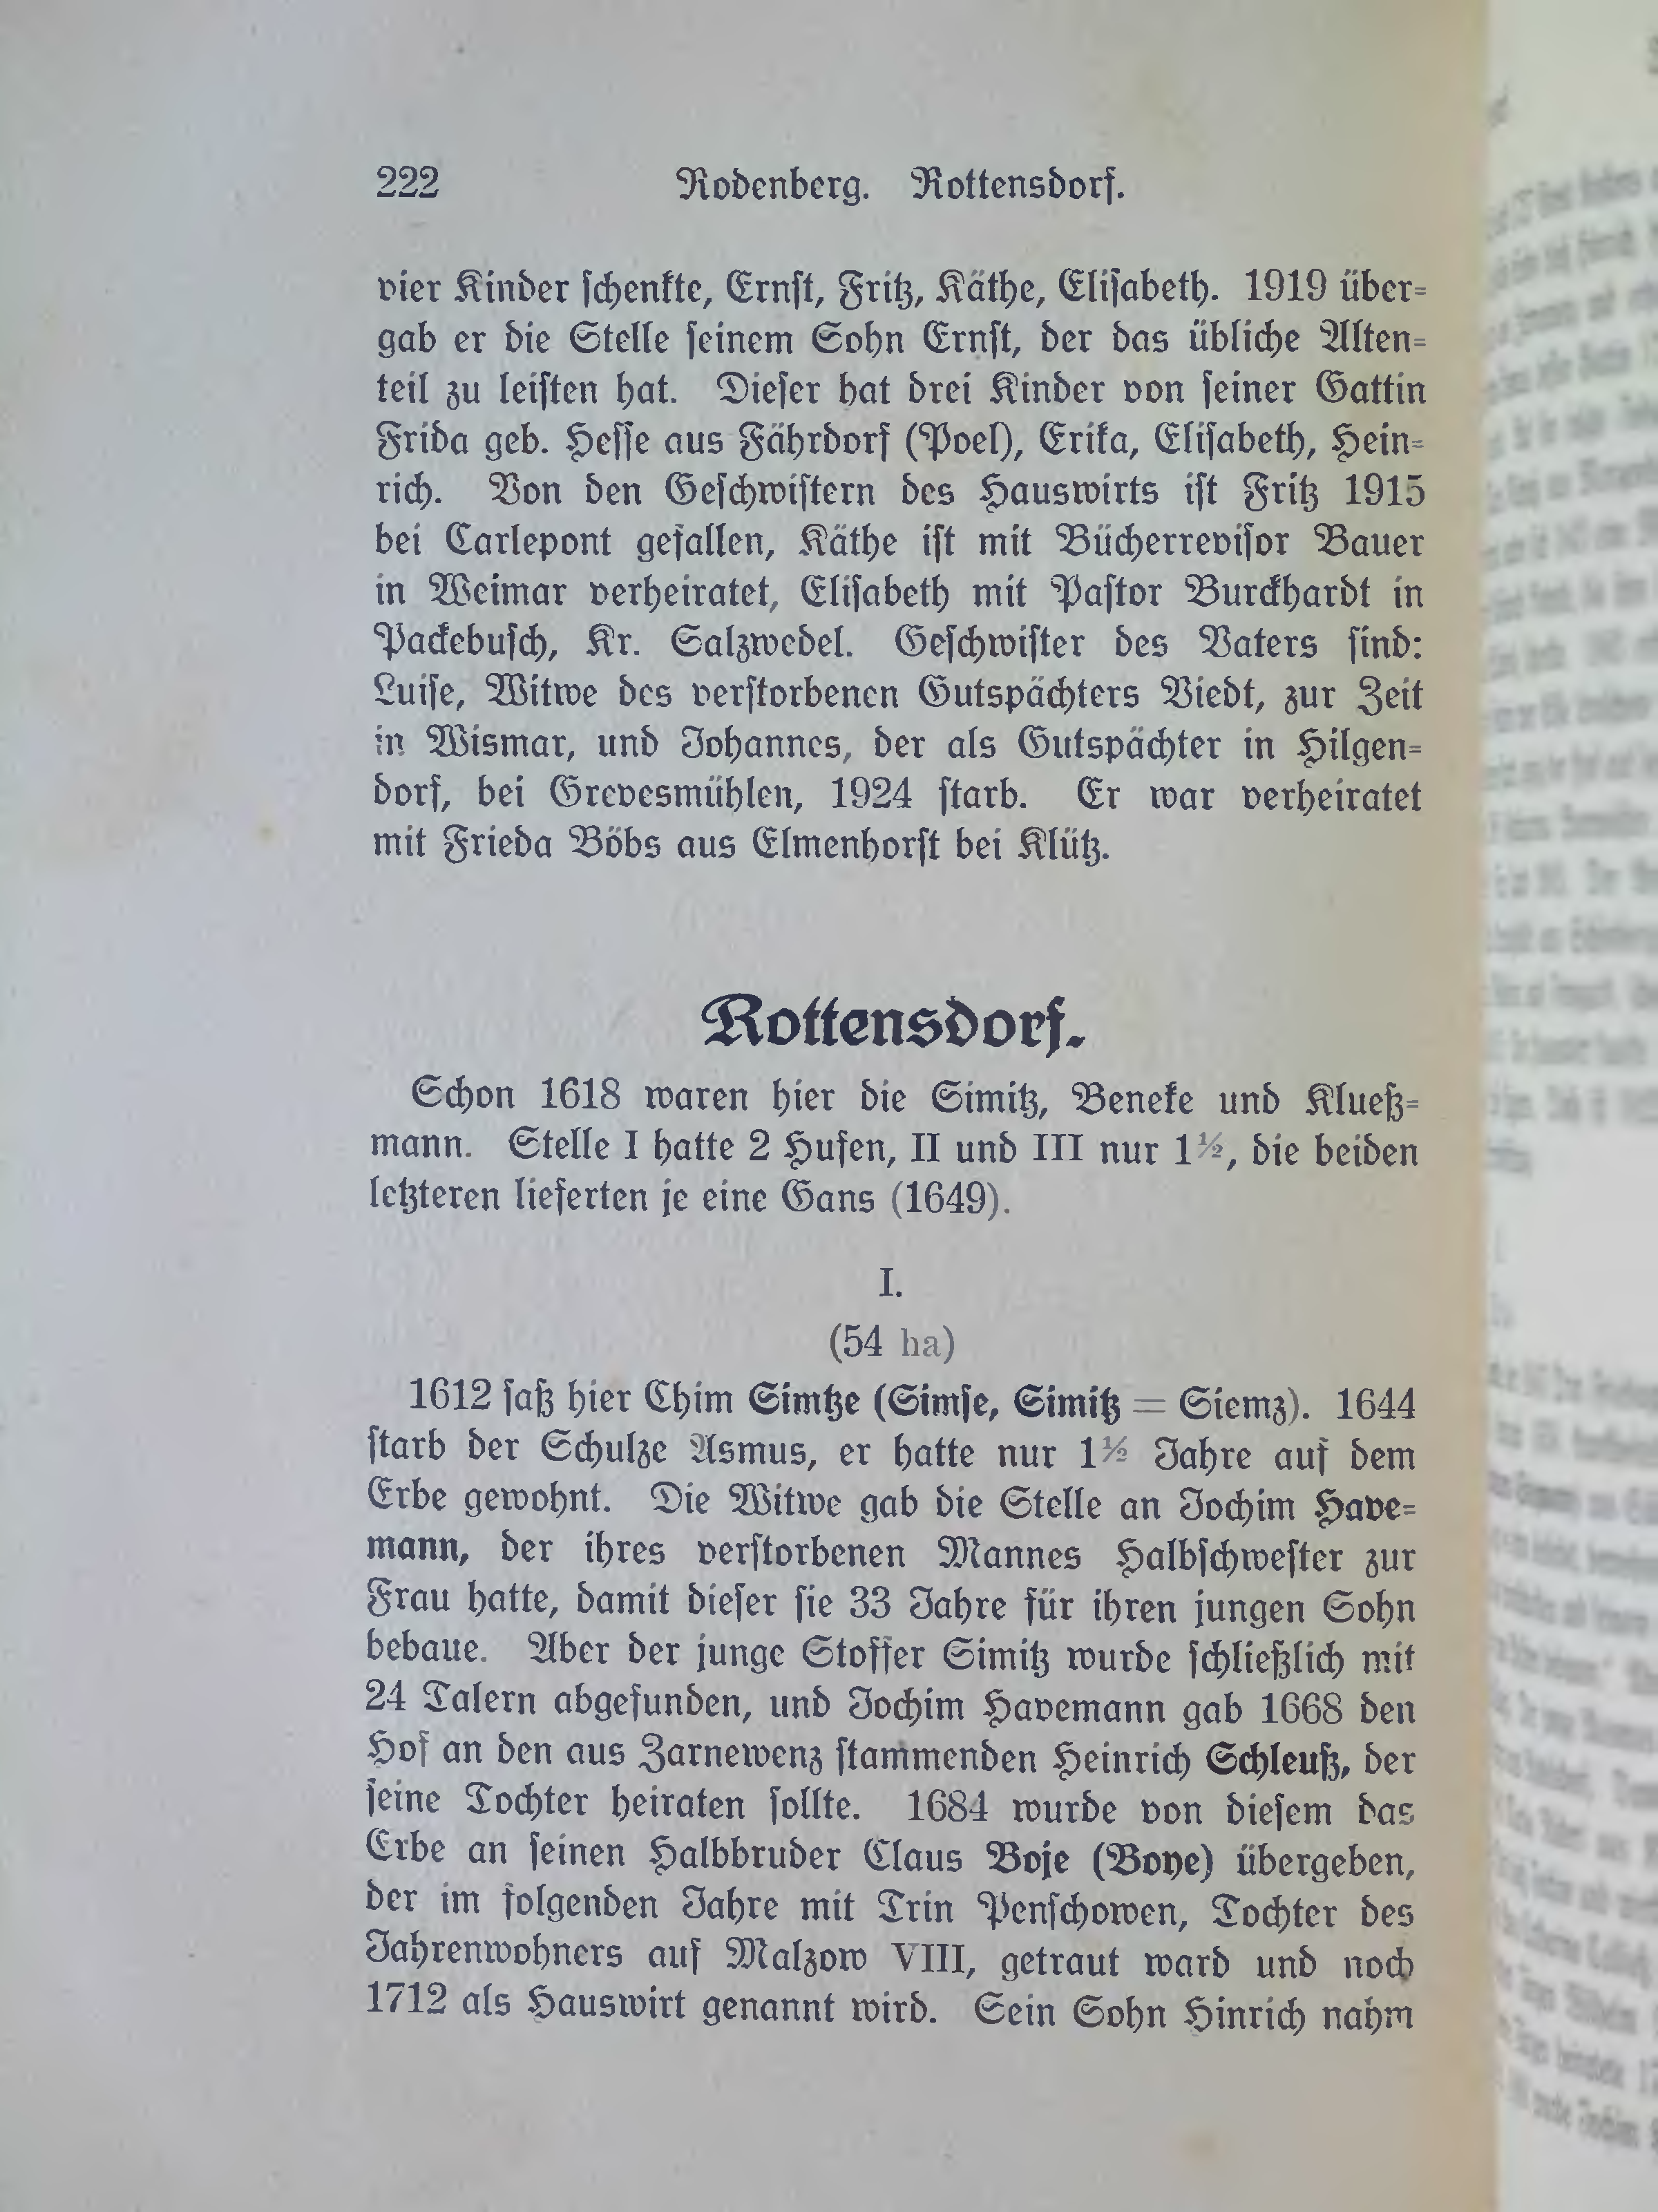 222 Rodenberg. Rottensdorf.
vier Kinder schenkte, Ernst, Fritz, Käthe, Elisabeth. 1919 über-
gab er die Stelle seinem Sohn Ernst, der das übliche Alten-
teil zu leisten hat. Dieser hat drei Kinder von seiner Gattin
Frida geb. Hesse aus Fährdorf (Poel), Erika, Elisabeth, Hein-
rich. Von den Geschwistern des Hauswirts ist Fritz 1915
bei Carlepont gefallen, Käthe ist mit Bücherrevisor Bauer
in Weimar verheiratet, Elisabeth mit Pastor Burckhardt in
Packebusch, Kr. Salzwedel. Geschwister des Vaters sind:
Luise, Witwe des verstorbenen Gutspächters Viedt, zur Zeit
in Wismar, und Johannes, der als Gutspächter in Hilgen-
dorf, bei Grevesmühlen, 1924 starb. Er war verheiratet
mit Frieda Böbs aus Elmenhorst bei Klütz.
Rottensdorf.
Schon 1618 waren hier die Simitz, Beneke und Klueß-
mann. Stelle I hatte 2 Hufen, II und III nur 1½, die beiden
letzteren lieferten je eine Gans (1649).
I.
(54 ha)
1612 saß hier Chim Simtze (Simse, Simitz = Siemz). 1644
starb der Schulze Asmus, er hatte nur 1½ Jahre auf dem
Erbe gewohnt. Die Witwe gab die Stelle an Jochim Have-
mann, der ihres verstorbenen Mannes Halbschwester zur
Frau hatte, damit dieser sie 33 Jahre für ihren jungen Sohn
bebaue. Aber der junge Stoffer Simitz wurde schließlich mit
24 Talern abgefunden, und Jochim Havemann gab 1668 den
Hof an den aus Zarnewenz stammenden Heinrich Schleuß, der
seine Tochter heiraten sollte. 1684 wurde von diesem das
Erbe an seinen Halbbruder Claus Boje (Boye) übergeben,
der im folgenden Jahre mit Trin Penschowen, Tochter des
Jahrenwohners auf Malzow VIII, getraut ward und noch
1712 als Hauswirt genannt wird. Sein Sohn Hinrich nahm